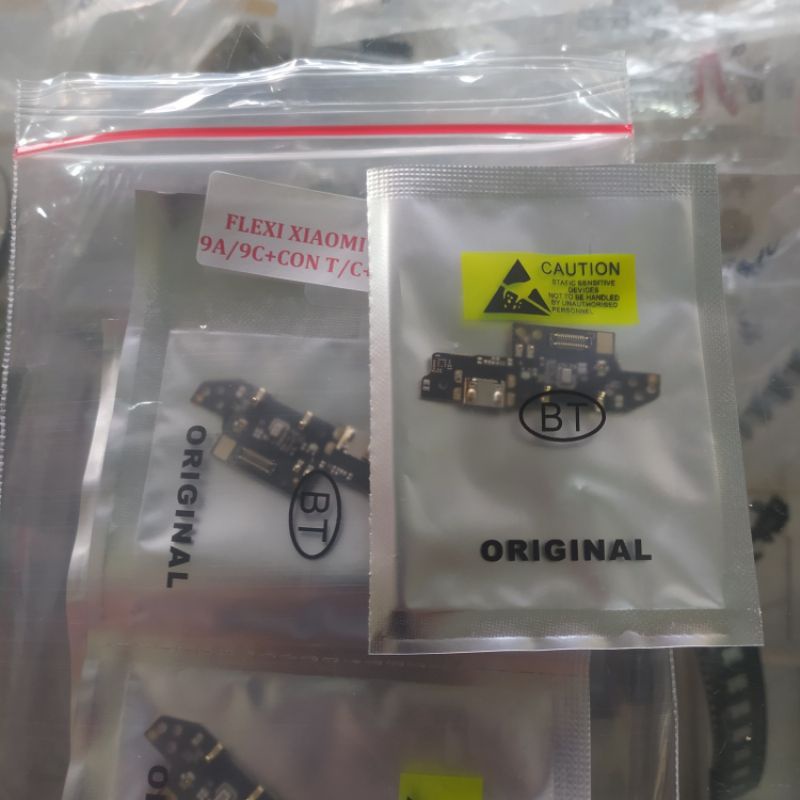 FLEXI XIAOMI
9A/9C+CON T/C+
CAUTION
STATIC SENSITIVE
DEVICES
NOT TO BE HANDLED
BY UNAUTHORISED
PERSONNEL
BT
ORIGINAL
BT
ORIGINAL